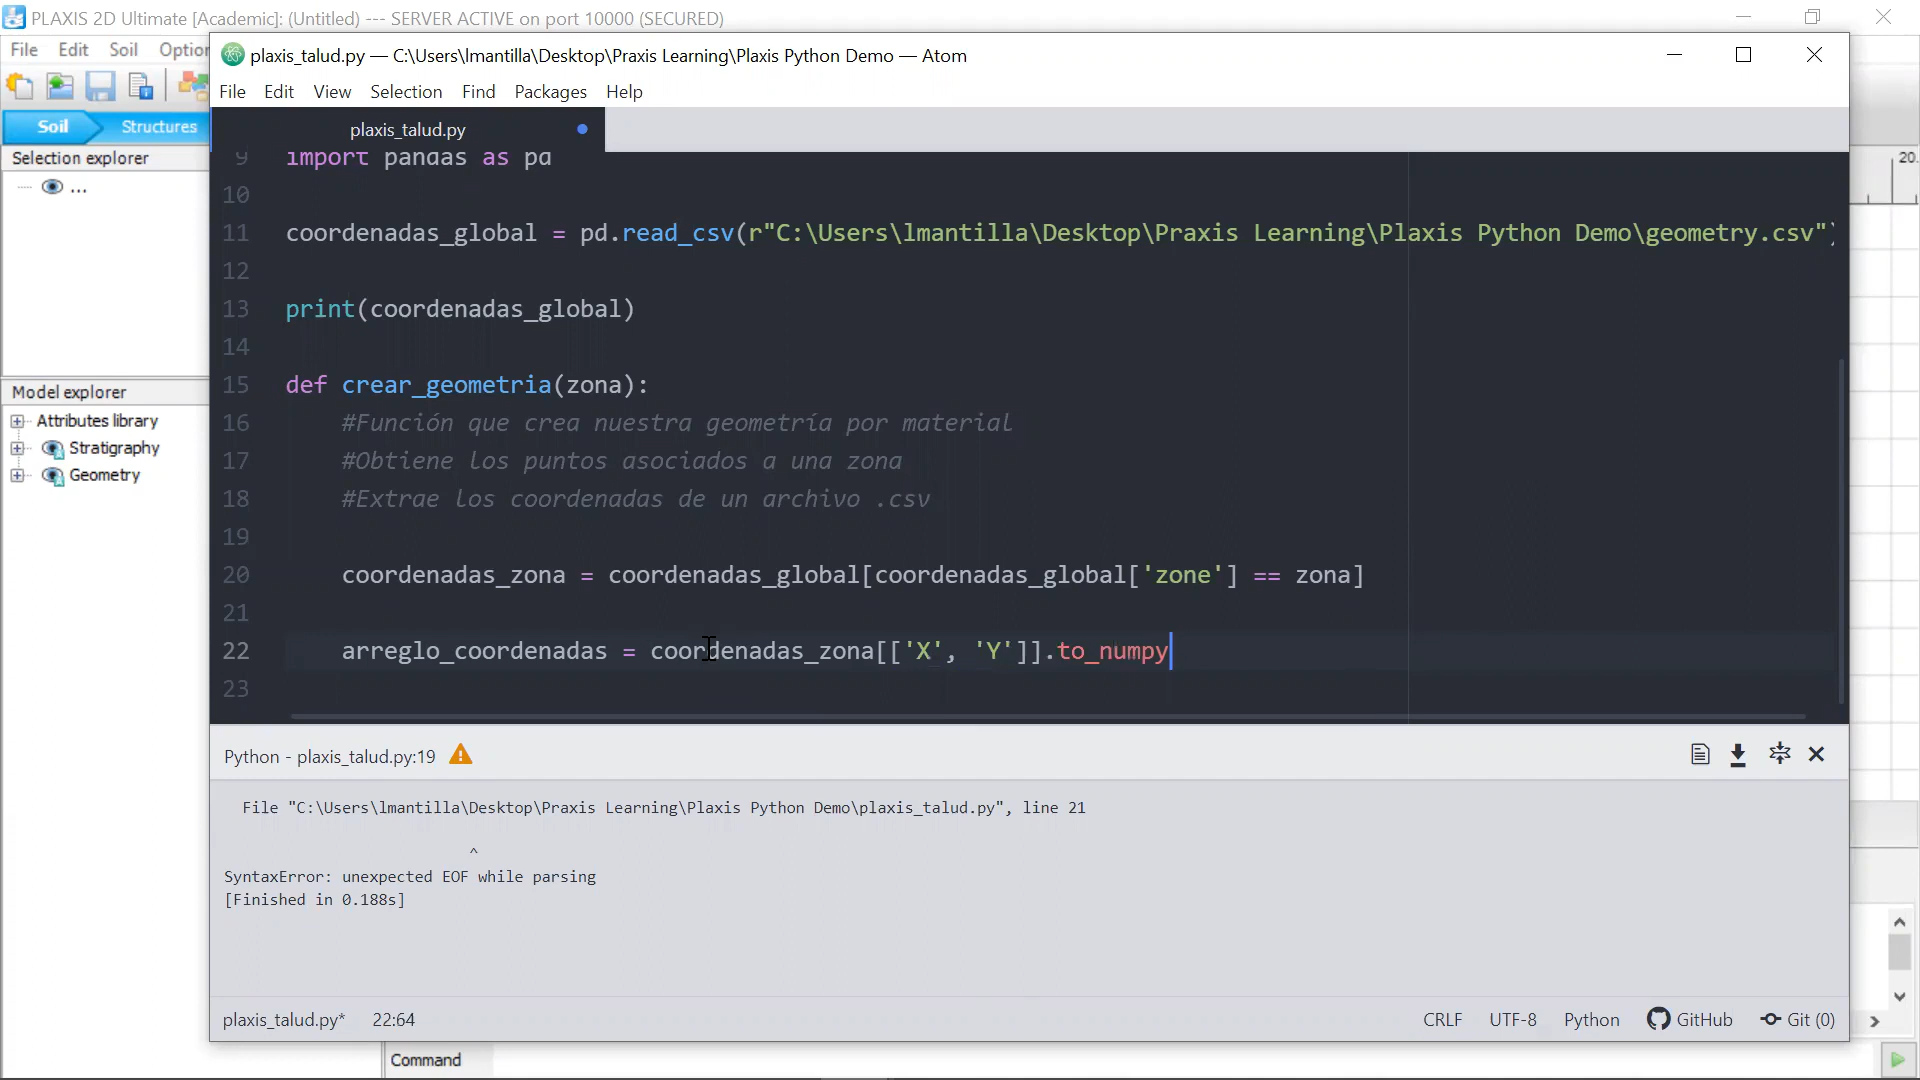 PLAXIS 2D Ultimate [Academic]: (Untitled) --- SERVER ACTIVE on port 10000 (SECURED)
File Edit Soil Option
plaxis_talud.py — C:\Users\lmantilla\Desktop\Praxis Learning\Plaxis Python Demo — Atom
File Edit View Selection Find Packages Help
Soil Structures
plaxis_talud.py
Selection explorer
...
20.
9 import pandas as pd
10
11 coordenadas_global = pd.read_csv(r"C:\Users\lmantilla\Desktop\Praxis Learning\Plaxis Python Demo\geometry.csv")
12
13 print(coordenadas_global)
14
15 def crear_geometria(zona):
16 #Función que crea nuestra geometría por material
17 #Obtiene los puntos asociados a una zona
18 #Extrae los coordenadas de un archivo .csv
19
20 coordenadas_zona = coordenadas_global[coordenadas_global['zone'] == zona]
21
22 arreglo_coordenadas = coordenadas_zona[['X', 'Y']].to_numpy
23
Model explorer
Attributes library
Stratigraphy
Geometry
Python - plaxis_talud.py:19
File "C:\Users\lmantilla\Desktop\Praxis Learning\Plaxis Python Demo\plaxis_talud.py", line 21
^
SyntaxError: unexpected EOF while parsing
[Finished in 0.188s]
plaxis_talud.py* 22:64 CRLF UTF-8 Python GitHub Git (0)
Command